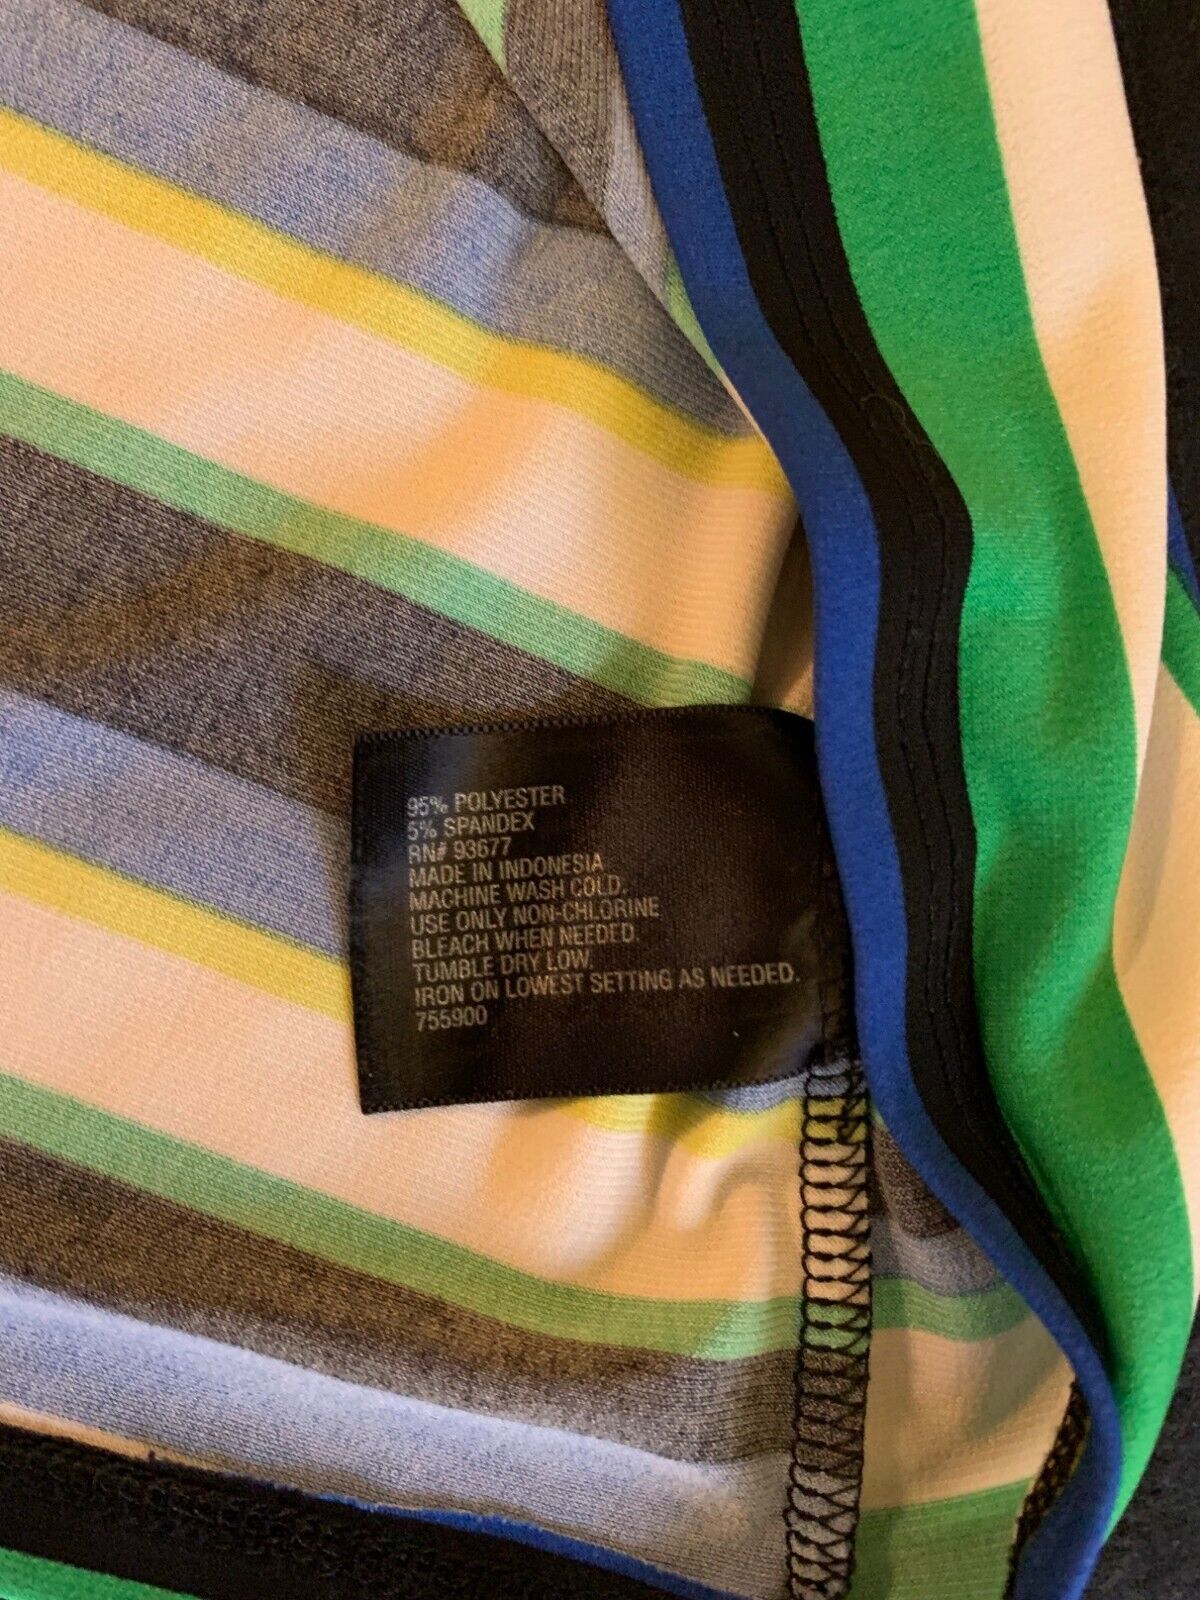 95% POLYESTER
5% SPANDEX
RN# 93677
MADE IN INDONESIA
MACHINE WASH COLD.
USE ONLY NON-CHLORINE
BLEACH WHEN NEEDED.
TUMBLE DRY LOW.
IRON ON LOWEST SETTING AS NEEDED.
755900